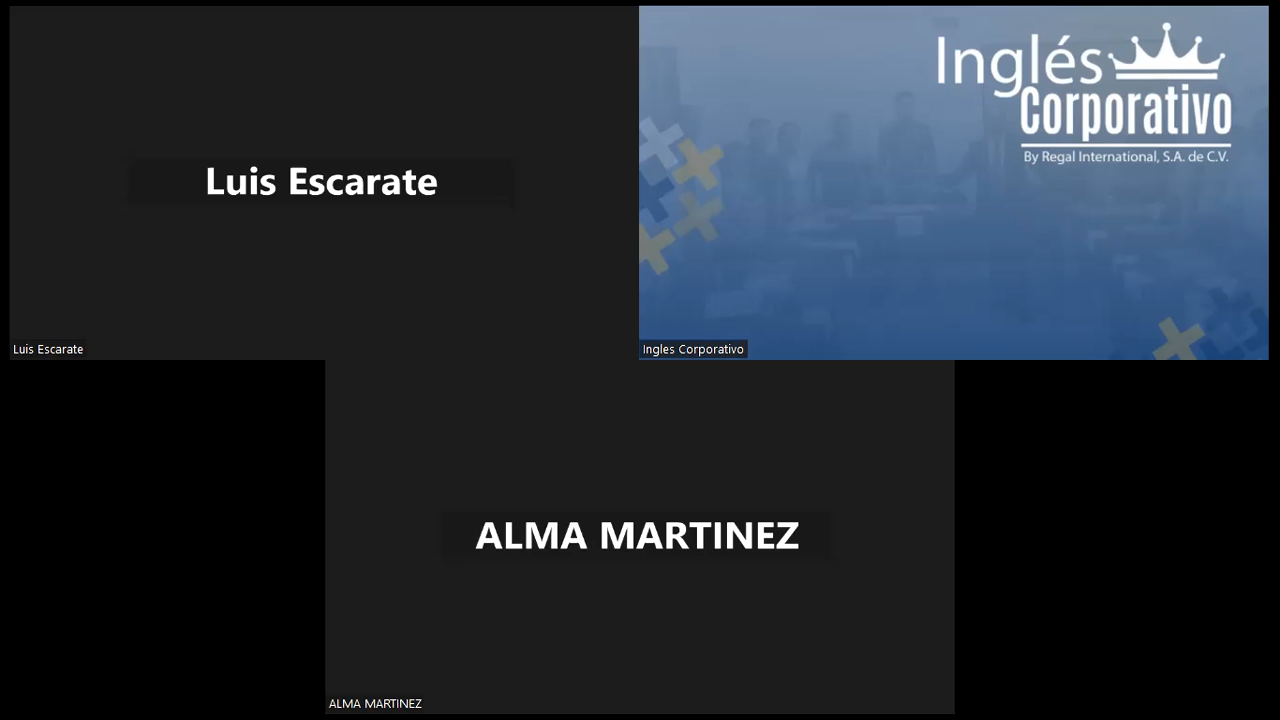 Luis Escarate
Luis Escarate
Inglés
Corporativo
By Regal International, S.A. de C.V.
Ingles Corporativo
ALMA MARTINEZ
ALMA MARTINEZ